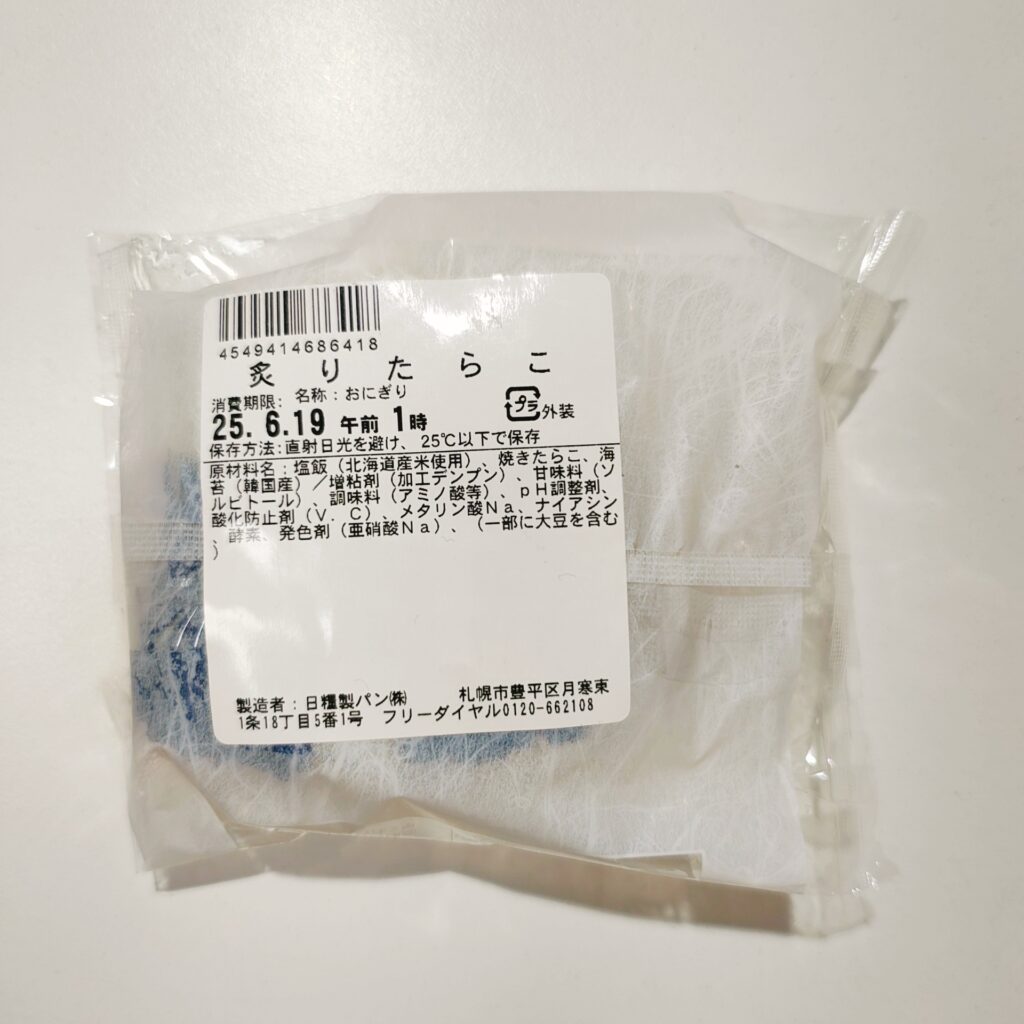 4549414686418
炙りたらこ
名称：おにぎり
消費期限：
25. 6.19 午前 1時
プラ 外装
保存方法:直射日光を避け、25℃以下で保存
原材料名：塩飯（北海道産米使用）、焼きたらこ、海
苔（韓国産）／増粘剤（加工デンプン）、甘味料（ソ
ルビトール）、調味料（アミノ酸等）、ｐＨ調整剤、
酸化防止剤（Ｖ．Ｃ）、メタリン酸Ｎａ、ナイアシン
、酵素、発色剤（亜硝酸Ｎａ）、（一部に大豆を含む
）
製造者：日糧製パン㈱ 札幌市豊平区月寒東
1条18丁目5番1号 フリーダイヤル0120-662108